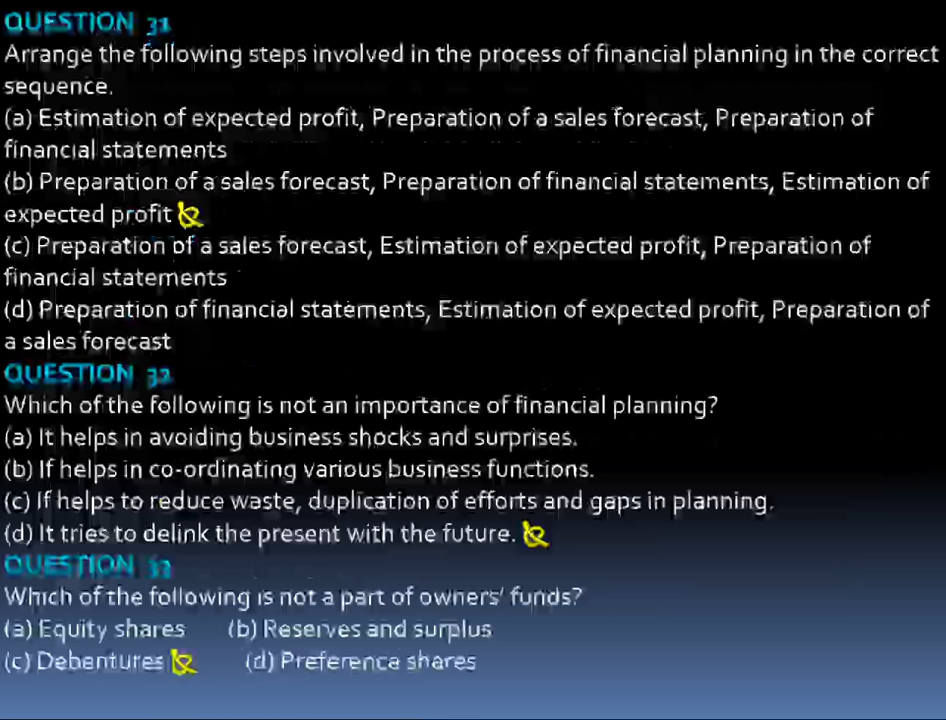 QUESTION 31
Arrange the following steps involved in the process of financial planning in the correct
sequence.
(a) Estimation of expected profit, Preparation of a sales forecast, Preparation of
financial statements
(b) Preparation of a sales forecast, Preparation of financial statements, Estimation of
expected profit
(c) Preparation of a sales forecast, Estimation of expected profit, Preparation of
financial statements
(d) Preparation of financial statements, Estimation of expected profit, Preparation of
a sales forecast
QUESTION 32
Which of the following is not an importance of financial planning?
(a) It helps in avoiding business shocks and surprises.
(b) If helps in co-ordinating various business functions.
(c) If helps to reduce waste, duplication of efforts and gaps in planning.
(d) It tries to delink the present with the future.
QUESTION 33
Which of the following is not a part of owners' funds?
(a) Equity shares (b) Reserves and surplus
(c) Debentures (d) Preference shares